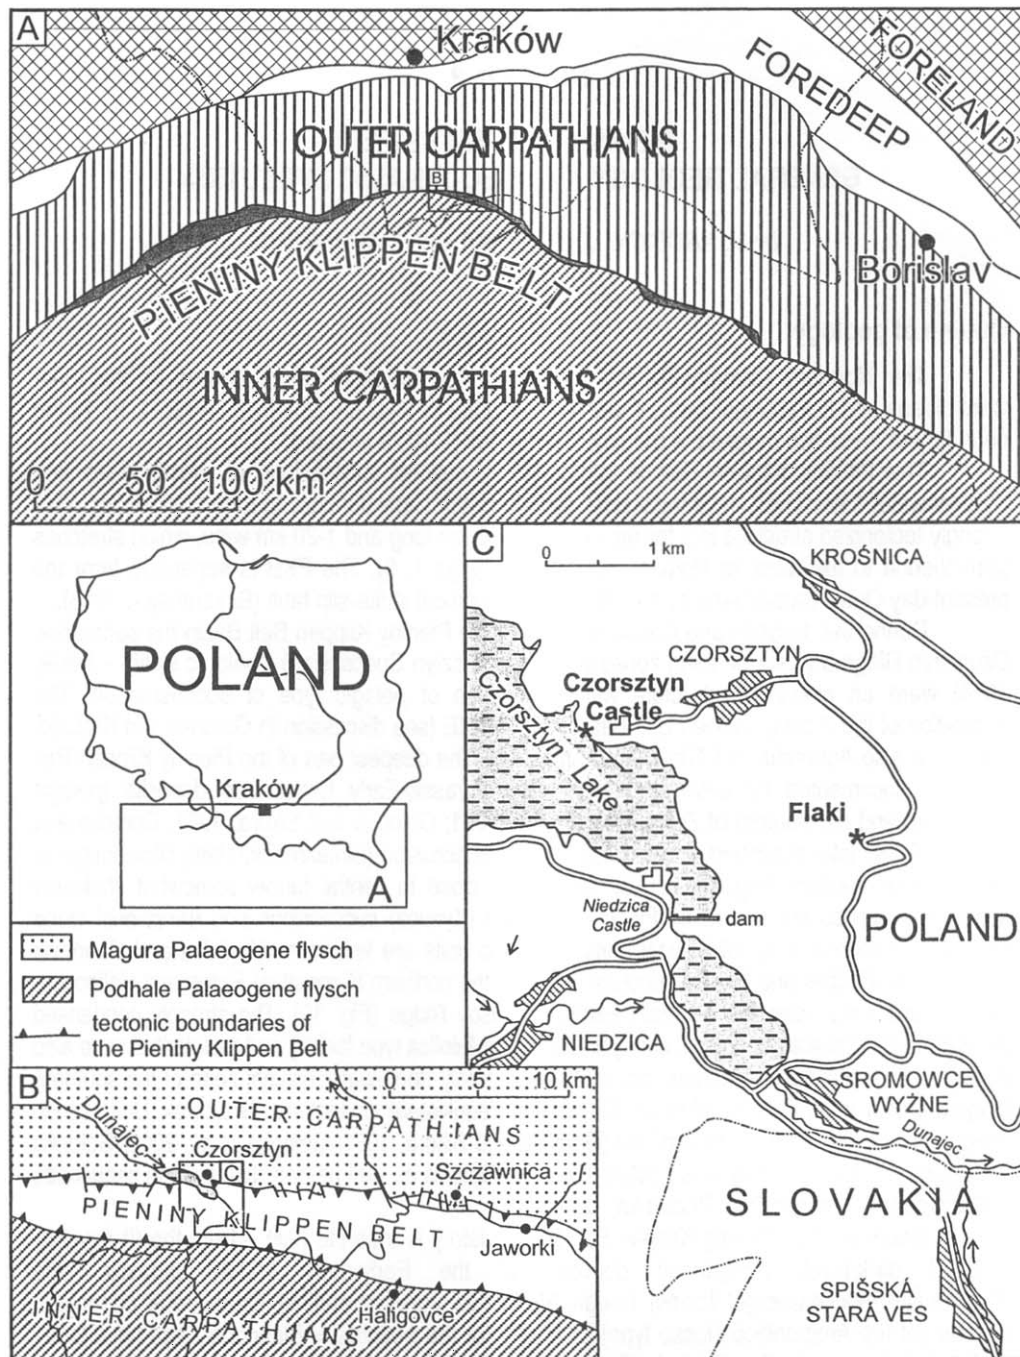 A
Kraków
FORELAND
FOREDEEP
OUTER CARPATHIANS
B
Borislav
PIENINY KLIPPEN BELT
INNER CARPATHIANS
0 50 100 km
POLAND
Kraków
A
Magura Palaeogene flysch
Podhale Palaeogene flysch
tectonic boundaries of
the Pieniny Klippen Belt
B
0 5 10 km
Dunajec
OUTER CARPATHIANS
Czorsztyn
C
Szczawnica
PIENINY KLIPPEN BELT
Jaworki
Haligovce
INNER CARPATHIANS
C
0 1 km
KROŚNICA
CZORSZTYN
Czorsztyn
Castle
Czorsztyn Lake
Flaki
Niedzica
Castle
dam
POLAND
NIEDZICA
SROMOWCE
WYŻNE
Dunajec
SLOVAKIA
SPIŠSKÁ
STARÁ VES